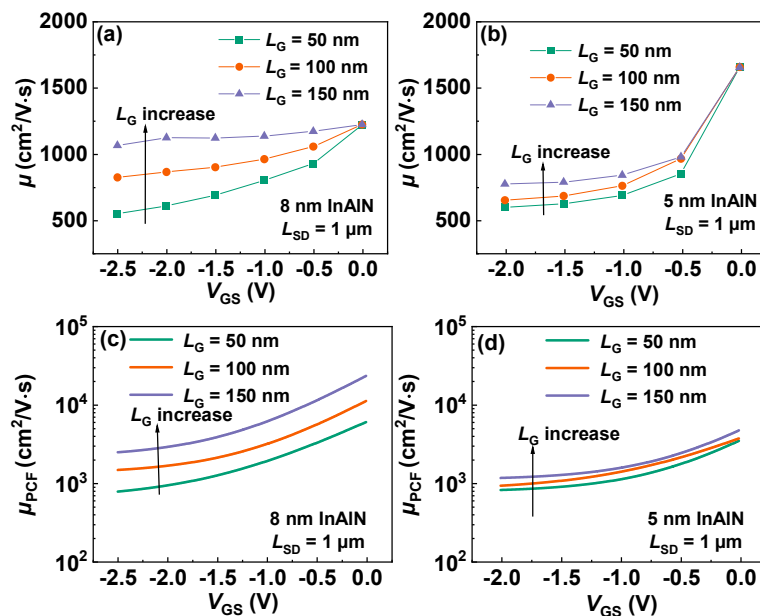 (a)
L_G = 50 nm
L_G = 100 nm
L_G = 150 nm
L_G increase
8 nm InAlN
L_SD = 1 μm
2000
1500
1000
500
μ (cm²/V·s)
-2.5 -2.0 -1.5 -1.0 -0.5 0.0
V_GS (V)
(b)
L_G = 50 nm
L_G = 100 nm
L_G = 150 nm
L_G increase
5 nm InAlN
L_SD = 1 μm
2000
1500
1000
500
μ (cm²/V·s)
-2.0 -1.5 -1.0 -0.5 0.0
V_GS (V)
(c)
L_G = 50 nm
L_G = 100 nm
L_G = 150 nm
L_G increase
8 nm InAlN
L_SD = 1 μm
10⁵
10⁴
10³
10²
μ_PCF (cm²/V·s)
-2.5 -2.0 -1.5 -1.0 -0.5 0.0
V_GS (V)
(d)
L_G = 50 nm
L_G = 100 nm
L_G = 150 nm
L_G increase
5 nm InAlN
L_SD = 1 μm
10⁵
10⁴
10³
10²
μ_PCF (cm²/V·s)
-2.0 -1.5 -1.0 -0.5 0.0
V_GS (V)